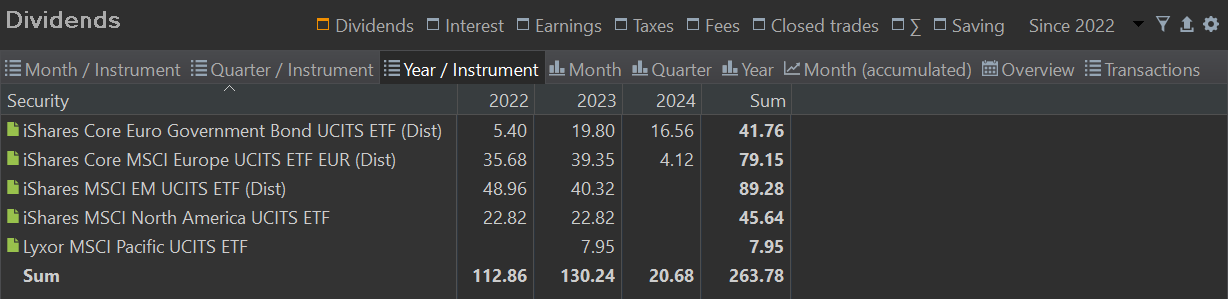 Dividends
Dividends Interest Earnings Taxes Fees Closed trades ∑ Saving Since 2022
Month / Instrument Quarter / Instrument Year / Instrument Month Quarter Year Month (accumulated) Overview Transactions
Security 2022 2023 2024 Sum
iShares Core Euro Government Bond UCITS ETF (Dist) 5.40 19.80 16.56 41.76
iShares Core MSCI Europe UCITS ETF EUR (Dist) 35.68 39.35 4.12 79.15
iShares MSCI EM UCITS ETF (Dist) 48.96 40.32 89.28
iShares MSCI North America UCITS ETF 22.82 22.82 45.64
Lyxor MSCI Pacific UCITS ETF 7.95 7.95
Sum 112.86 130.24 20.68 263.78